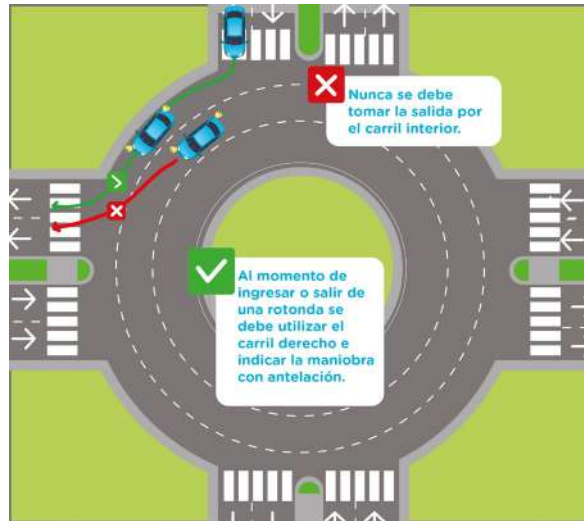 Nunca se debe
tomar la salida por
el carril interior.
Al momento de
ingresar o salir de
una rotonda se
debe utilizar el
carril derecho e
indicar la maniobra
con antelación.